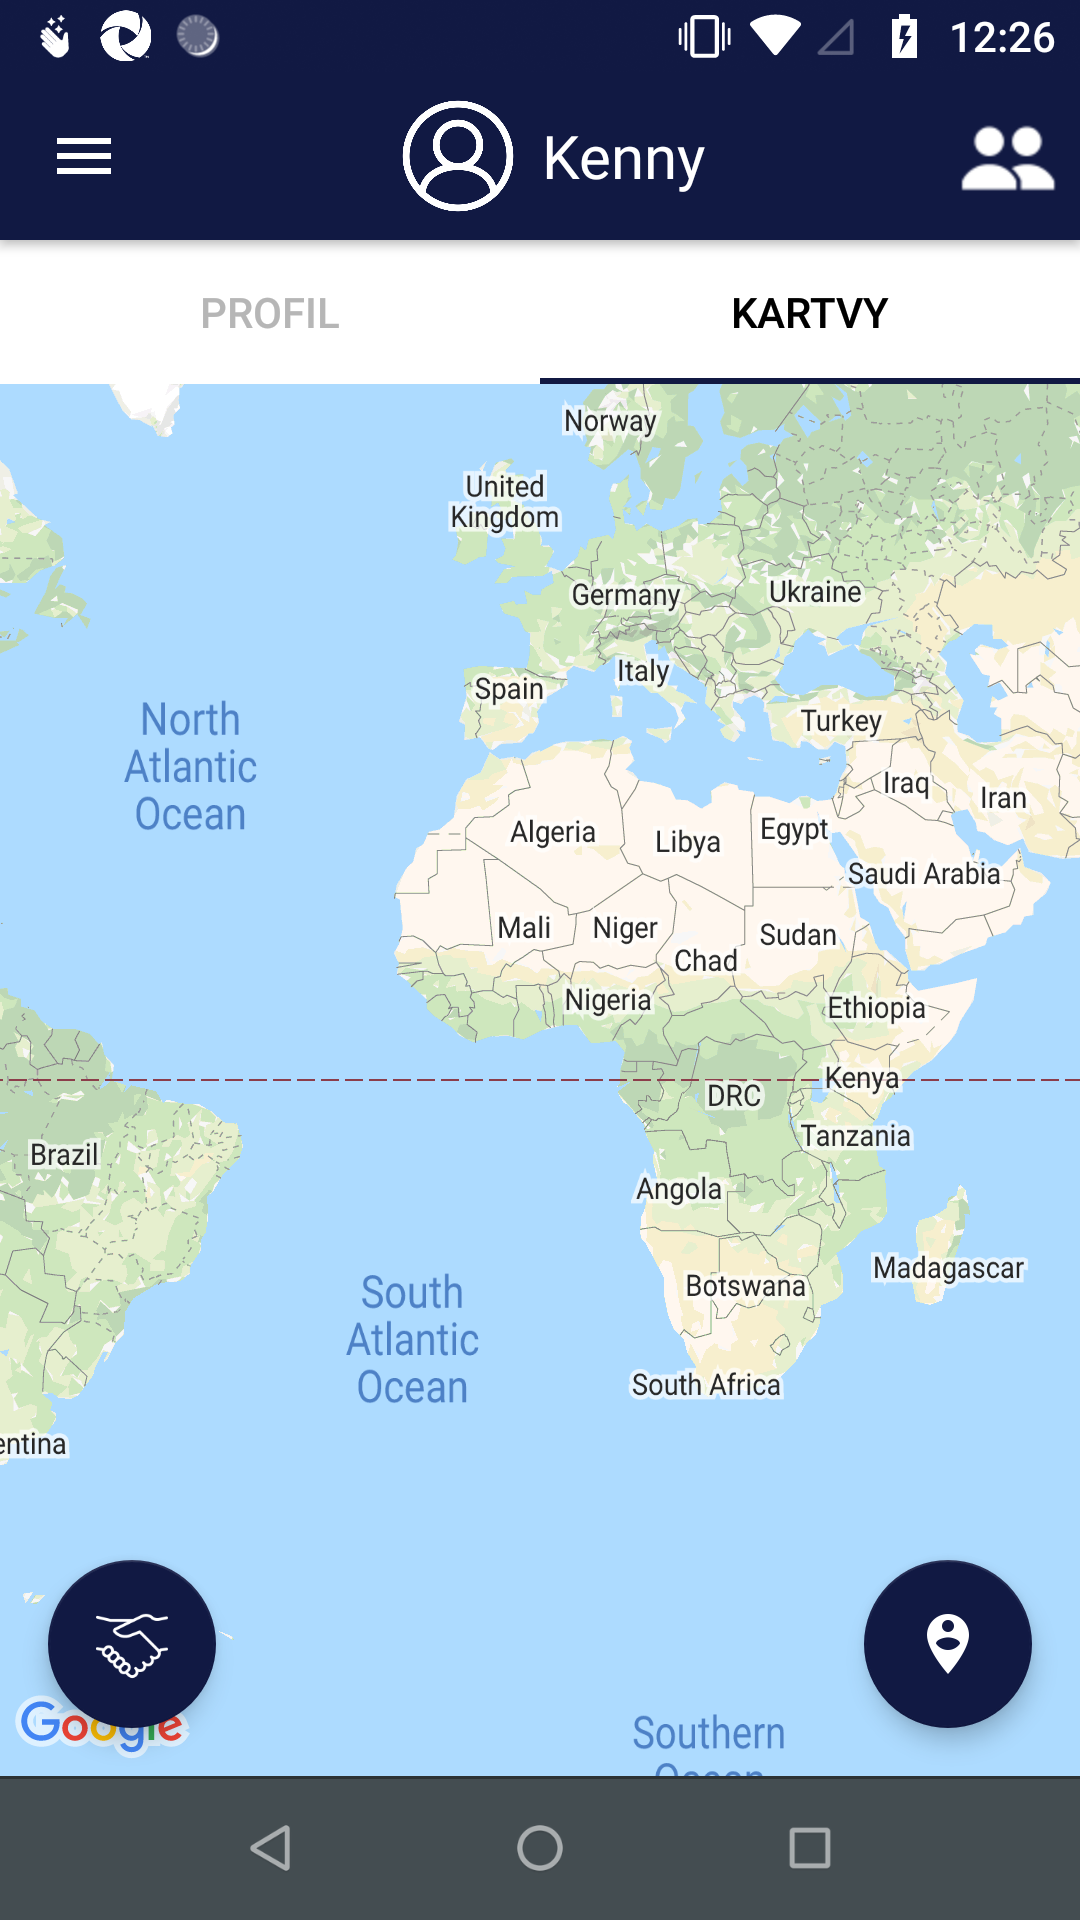 12:26
Kenny
PROFIL
KARTVY
Norway
United
Kingdom
Germany
Ukraine
Italy
Spain
North
Atlantic
Ocean
Turkey
Iraq
Iran
Algeria
Libya
Egypt
Saudi Arabia
Mali
Niger
Sudan
Chad
Nigeria
Ethiopia
Kenya
DRC
Tanzania
Brazil
Angola
Madagascar
Botswana
South
Atlantic
Ocean
South Africa
entina
Google
Southern
Ocean